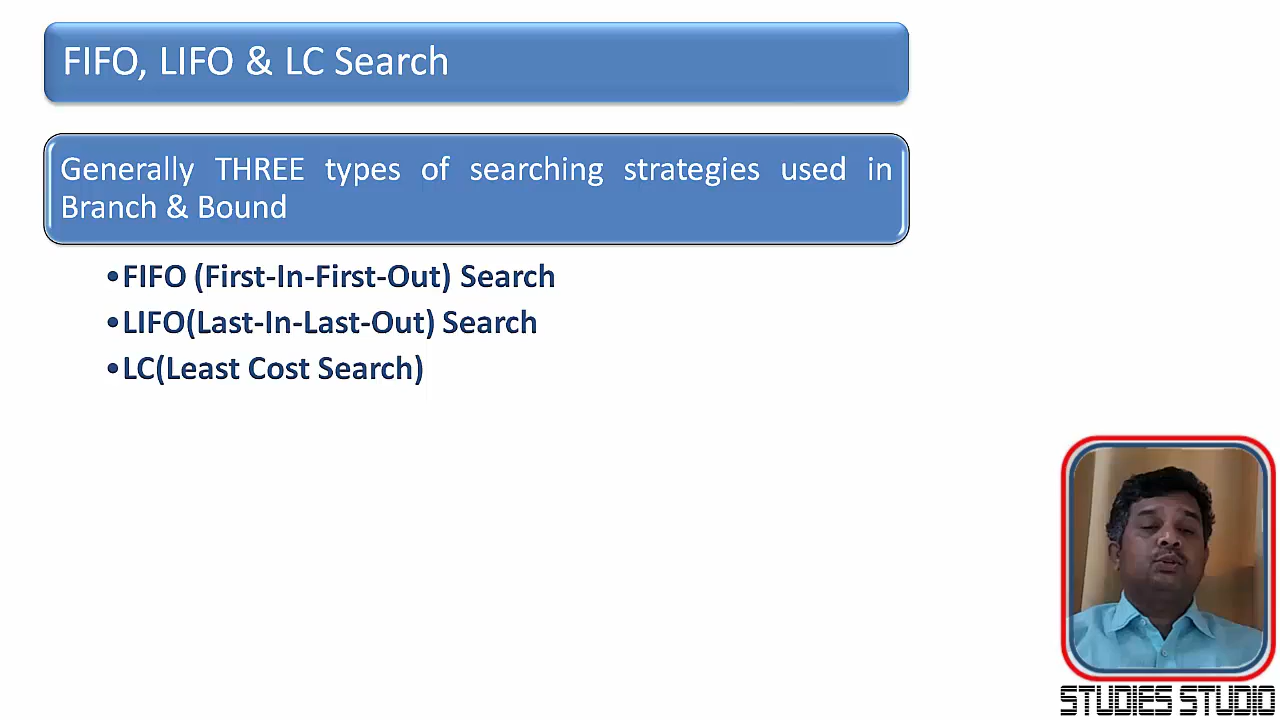 FIFO, LIFO & LC Search
Generally THREE types of searching strategies used in
Branch & Bound
•FIFO (First-In-First-Out) Search
•LIFO(Last-In-Last-Out) Search
•LC(Least Cost Search)
STUDIES STUDIO